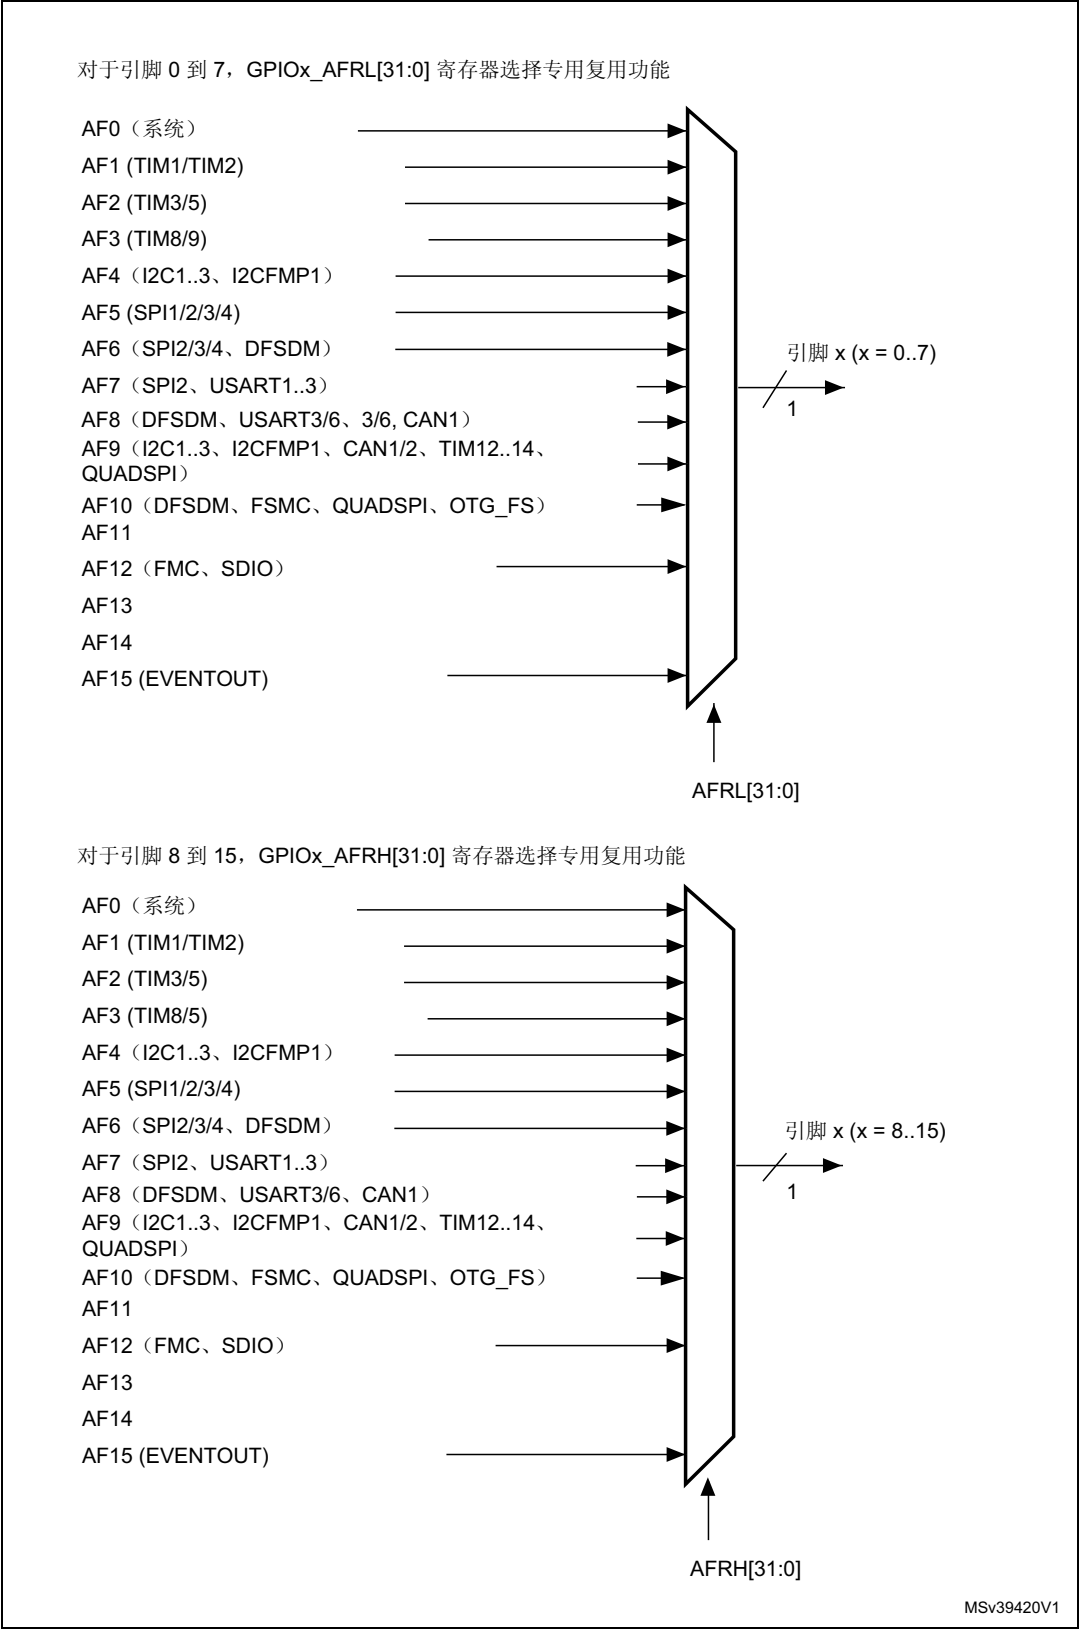 对于引脚 0 到 7，GPIOx_AFRL[31:0] 寄存器选择专用复用功能
AF0（系统）
AF1 (TIM1/TIM2)
AF2 (TIM3/5)
AF3 (TIM8/9)
AF4（I2C1..3、I2CFMP1）
AF5 (SPI1/2/3/4)
AF6（SPI2/3/4、DFSDM）
AF7（SPI2、USART1..3）
AF8（DFSDM、USART3/6、3/6, CAN1）
AF9（I2C1..3、I2CFMP1、CAN1/2、TIM12..14、
QUADSPI）
AF10（DFSDM、FSMC、QUADSPI、OTG_FS）
AF11
AF12（FMC、SDIO）
AF13
AF14
AF15 (EVENTOUT)
引脚 x (x = 0..7)
1
AFRL[31:0]
对于引脚 8 到 15，GPIOx_AFRH[31:0] 寄存器选择专用复用功能
AF0（系统）
AF1 (TIM1/TIM2)
AF2 (TIM3/5)
AF3 (TIM8/5)
AF4（I2C1..3、I2CFMP1）
AF5 (SPI1/2/3/4)
AF6（SPI2/3/4、DFSDM）
AF7（SPI2、USART1..3）
AF8（DFSDM、USART3/6、CAN1）
AF9（I2C1..3、I2CFMP1、CAN1/2、TIM12..14、
QUADSPI）
AF10（DFSDM、FSMC、QUADSPI、OTG_FS）
AF11
AF12（FMC、SDIO）
AF13
AF14
AF15 (EVENTOUT)
引脚 x (x = 8..15)
1
AFRH[31:0]
MSv39420V1